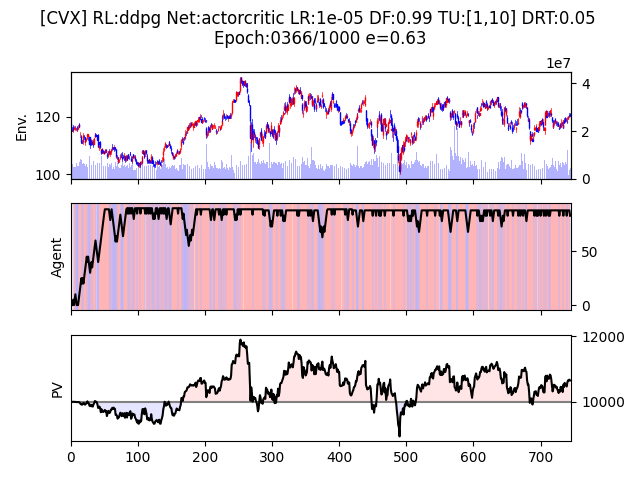 [CVX] RL:ddpg Net:actorcritic LR:1e-05 DF:0.99 TU:[1,10] DRT:0.05
Epoch:0366/1000 e=0.63
1e7
Env.
120
100
4
2
0
Agent
50
0
PV
12000
10000
0 100 200 300 400 500 600 700